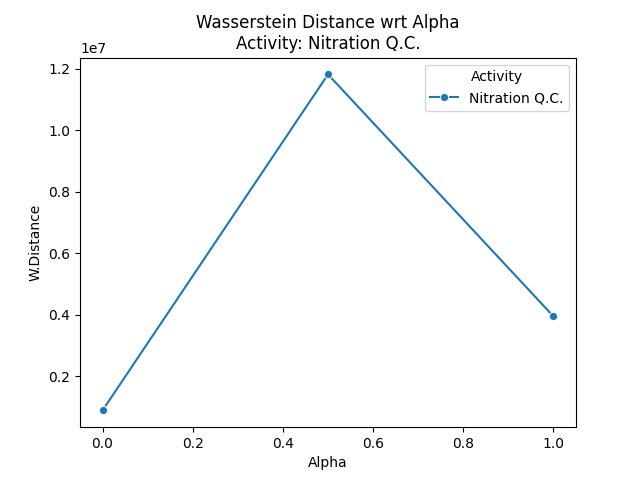 Wasserstein Distance wrt Alpha
Activity: Nitration Q.C.
1e7
Activity
Nitration Q.C.
1.2
1.0
0.8
0.6
0.4
0.2
W.Distance
0.0 0.2 0.4 0.6 0.8 1.0
Alpha